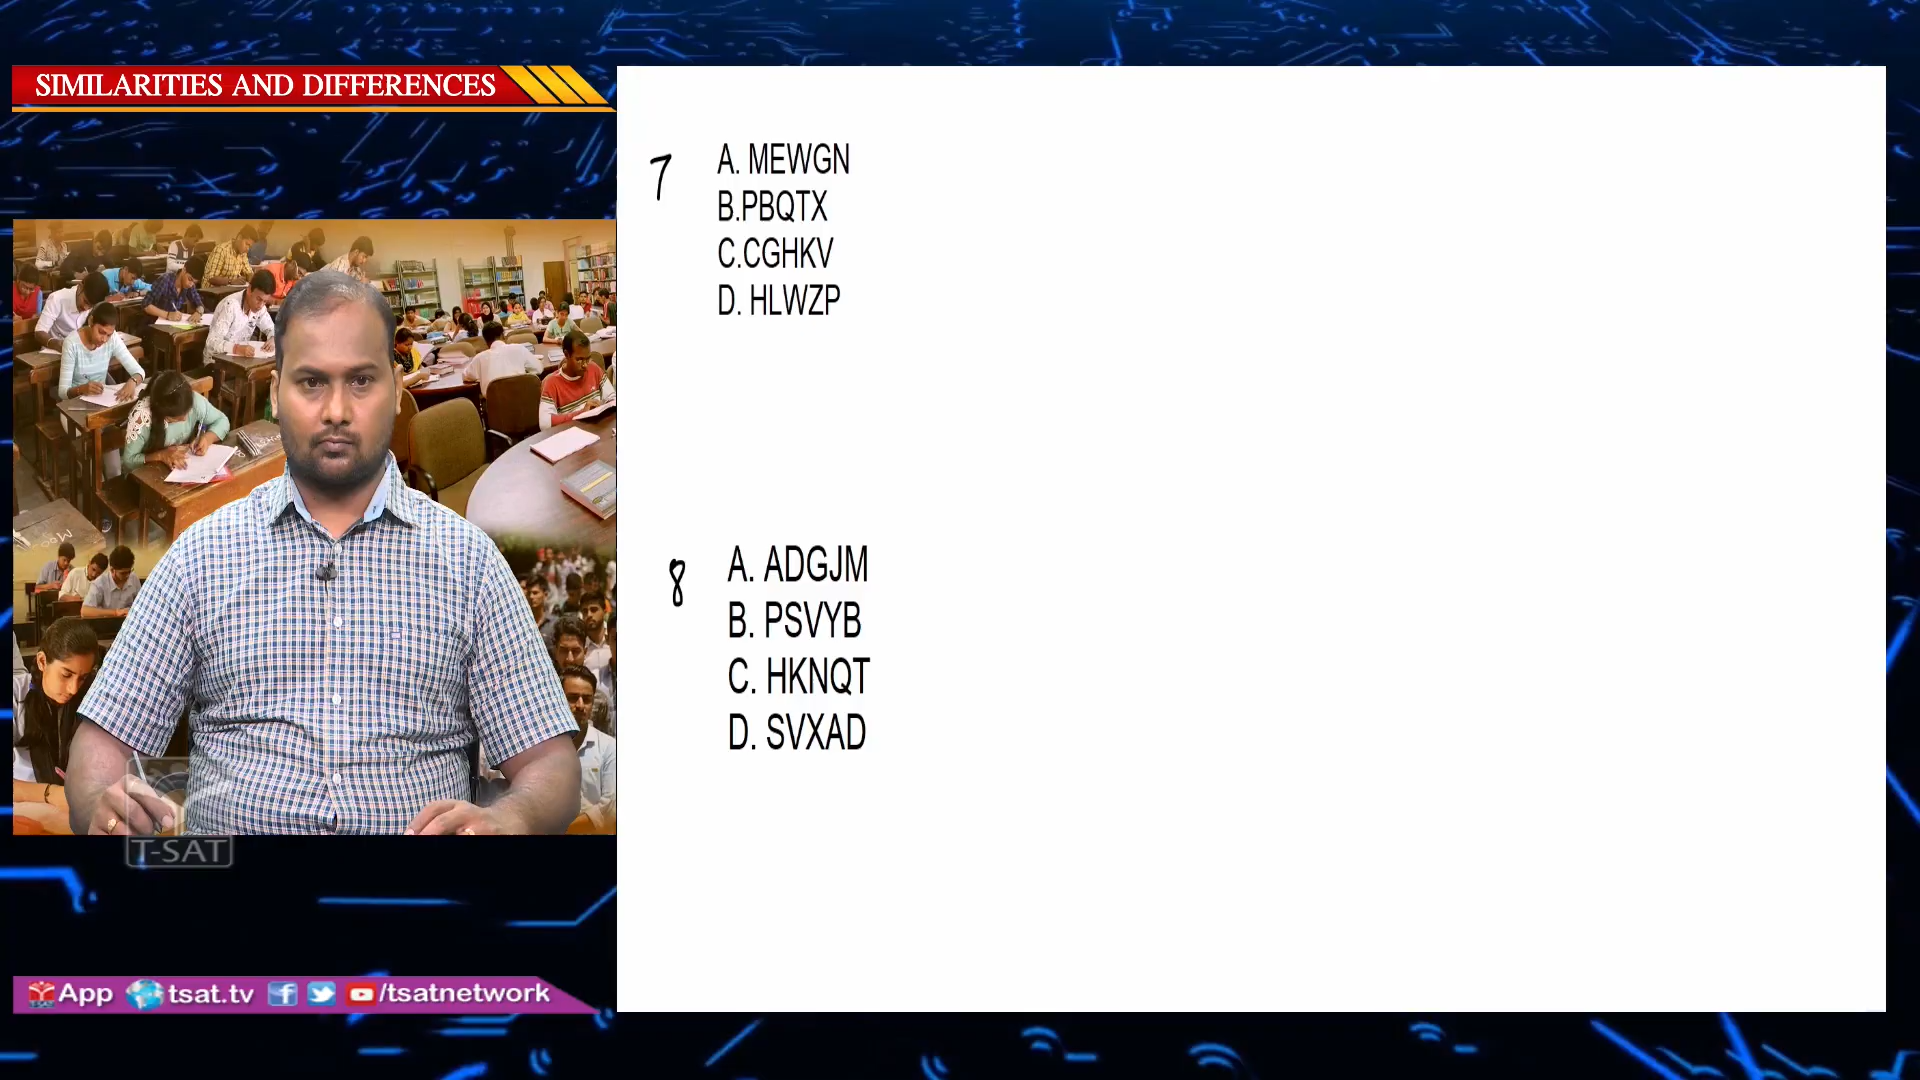 SIMILARITIES AND DIFFERENCES
7
A. MEWGN
B.PBQTX
C.CGHKV
D. HLWZP
8
A. ADGJM
B. PSVYB
C. HKNQT
D. SVXAD
T-SAT
App tsat.tv /tsatnetwork